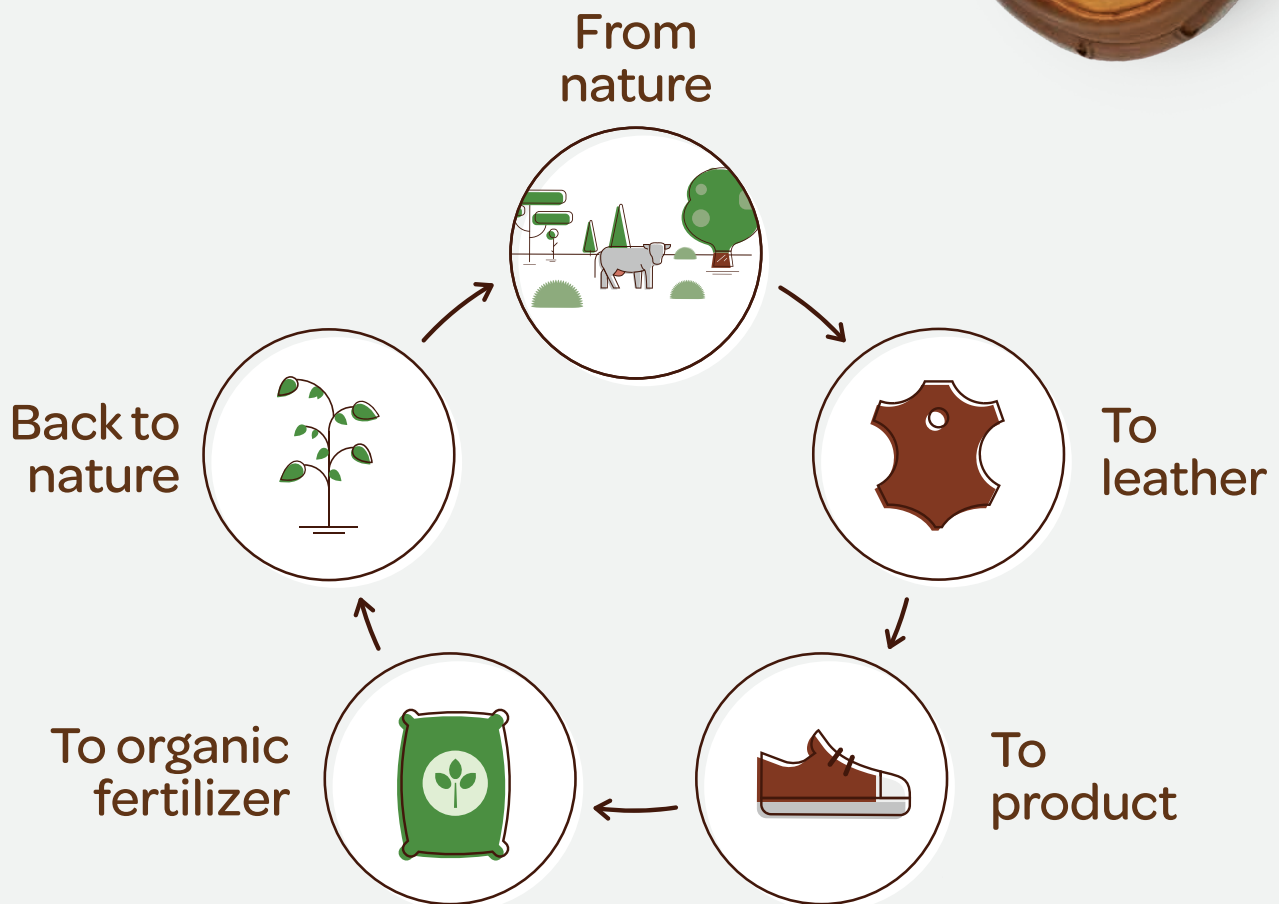 From
nature
To
leather
To
product
To organic
fertilizer
Back to
nature